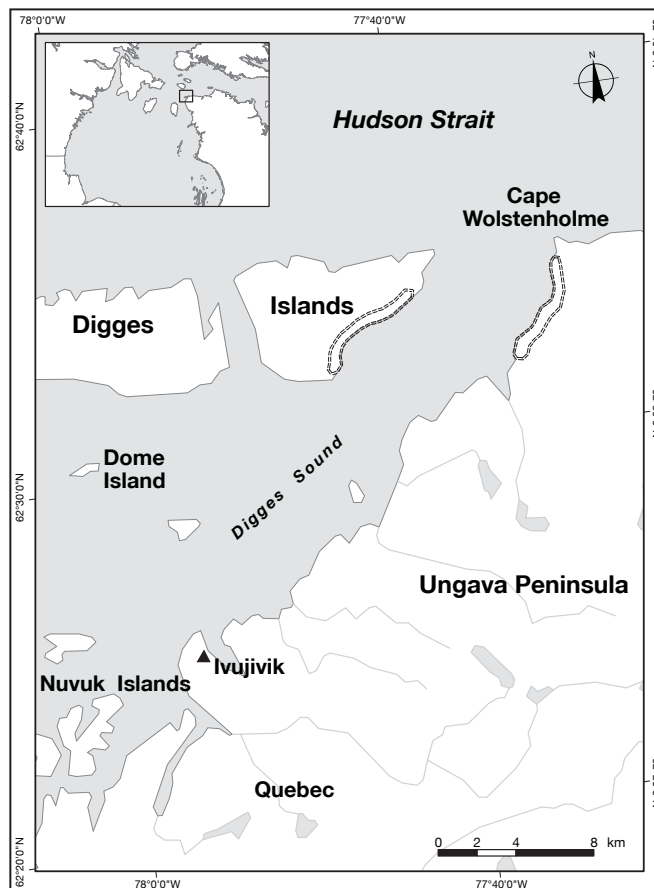 78°0'0"W
77°40'0"W
N
62°40'0"N
Hudson Strait
Cape
Wolstenholme
Islands
Digges
Dome
Island
Digges Sound
62°30'0"N
Ungava Peninsula
Ivujivik
Nuvuk Islands
Quebec
0 2 4 8 km
62°20'0"N
78°0'0"W
77°40'0"W